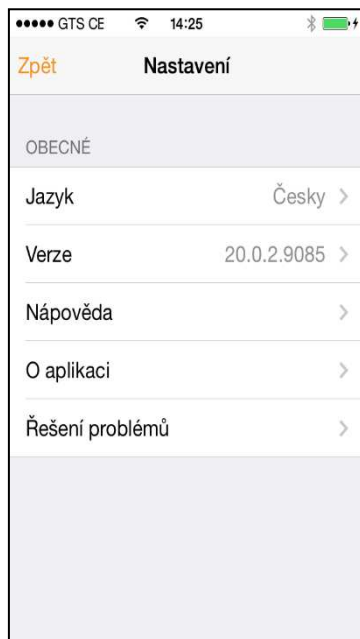 GTS CE 14:25
Zpět Nastavení
OBECNÉ
Jazyk Česky
Verze 20.0.2.9085
Nápověda
O aplikaci
Řešení problémů